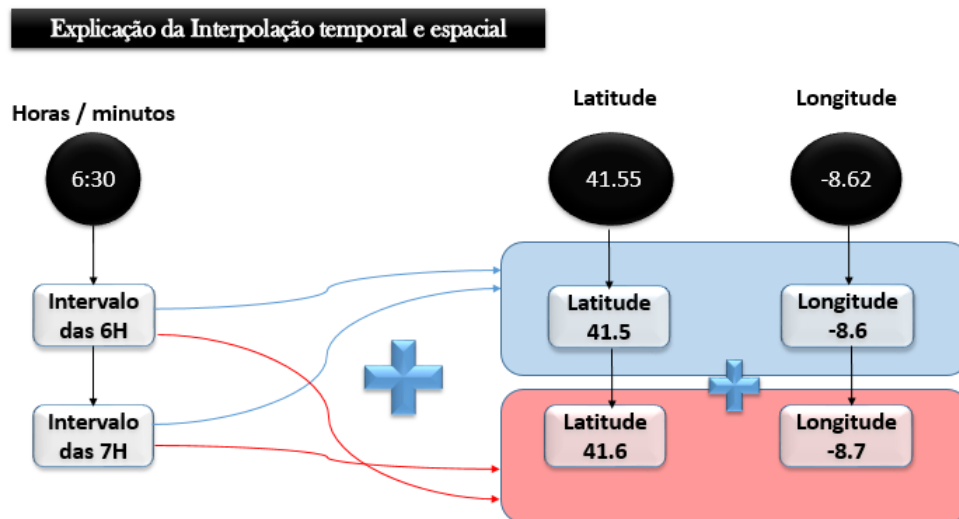 Explicação da Interpolação temporal e espacial
Horas / minutos
Latitude
Longitude
6:30
41.55
-8.62
Intervalo
das 6H
Latitude
41.5
Longitude
-8.6
Intervalo
das 7H
Latitude
41.6
Longitude
-8.7